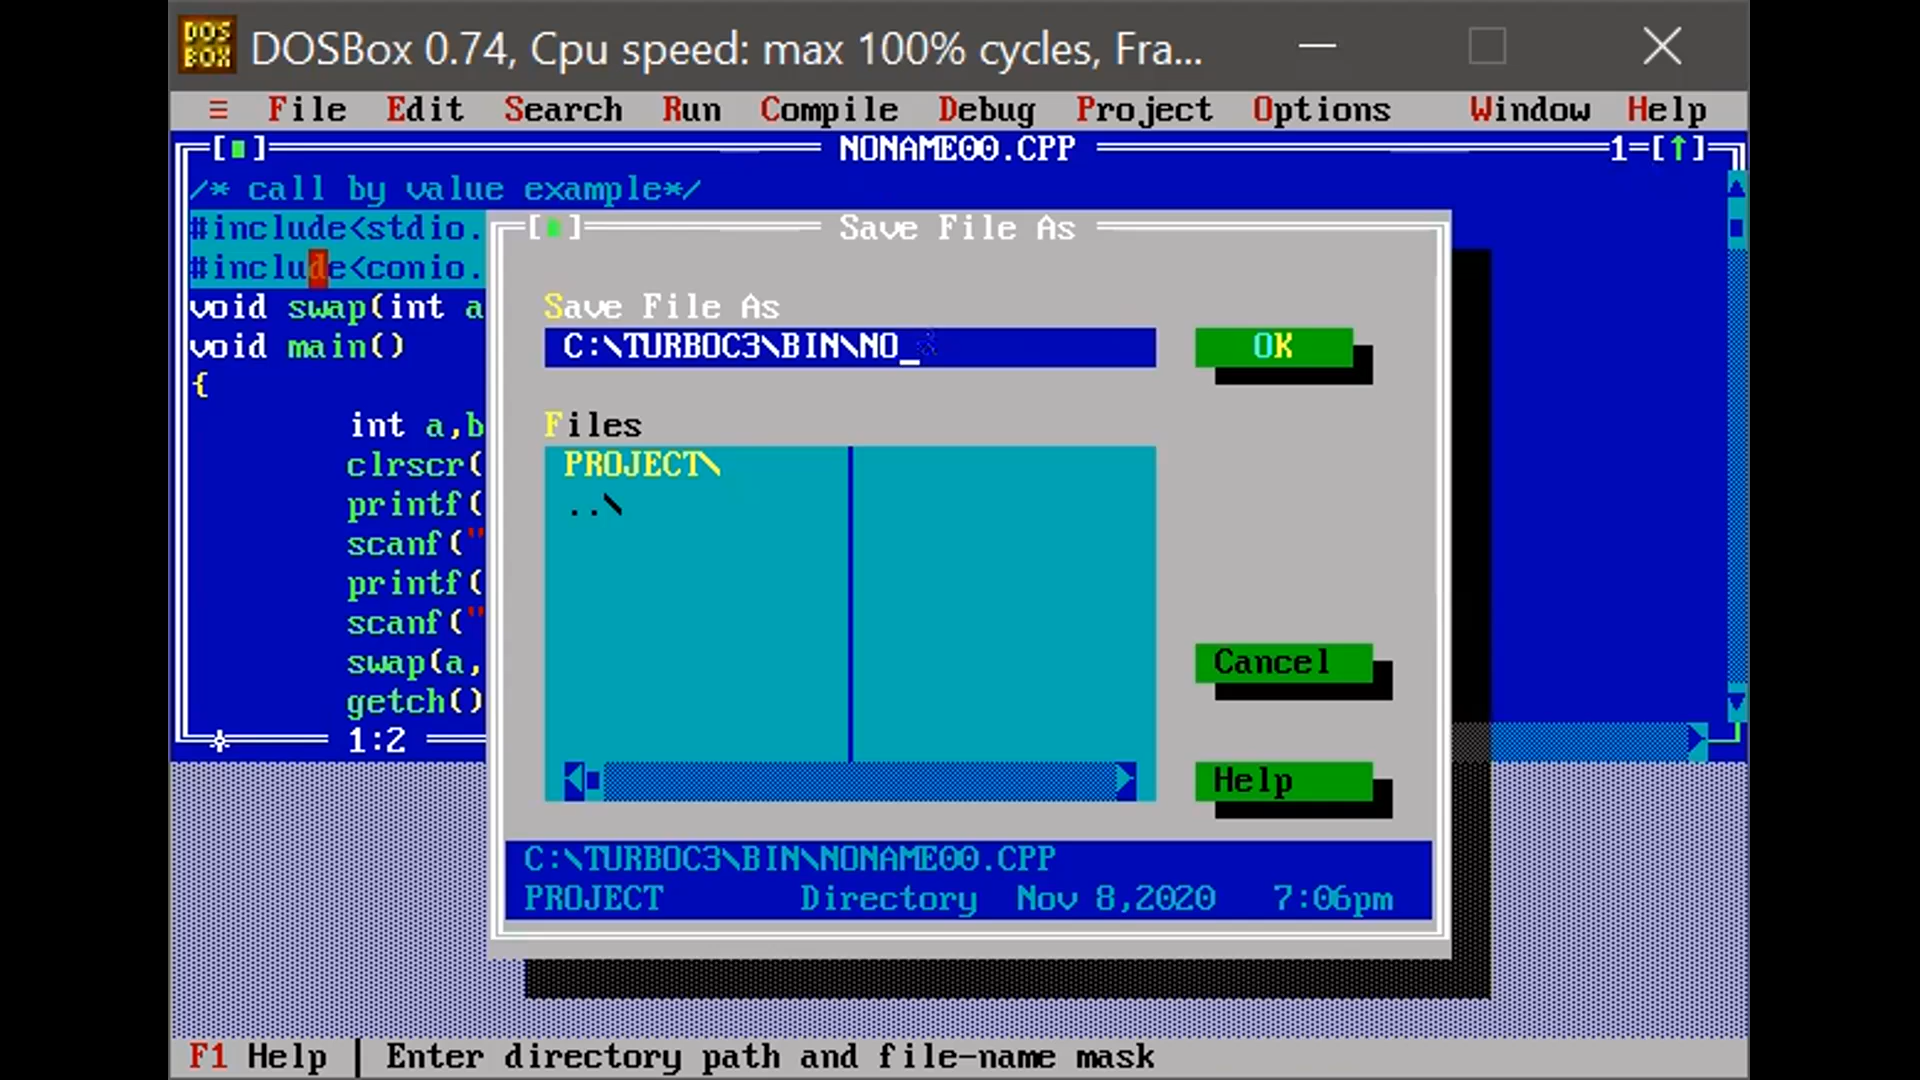 DOS BOX DOSBox 0.74, Cpu speed: max 100% cycles, Fra...
≡ File Edit Search Run Compile Debug Project Options Window Help
[■] NONAME00.CPP 1=[↑]
/* call by value example*/
#include<stdio.
#include<conio.
void swap(int a
void main()
{
int a,b
clrscr(
printf(
scanf("
printf(
scanf("
swap(a,
getch()
1:2
[■] Save File As
Save File As
C:\TURBOC3\BIN\NO_
OK
Files
PROJECT\
..\
Cancel
Help
C:\TURBOC3\BIN\NONAME00.CPP
PROJECT Directory Nov 8,2020 7:06pm
F1 Help | Enter directory path and file-name mask